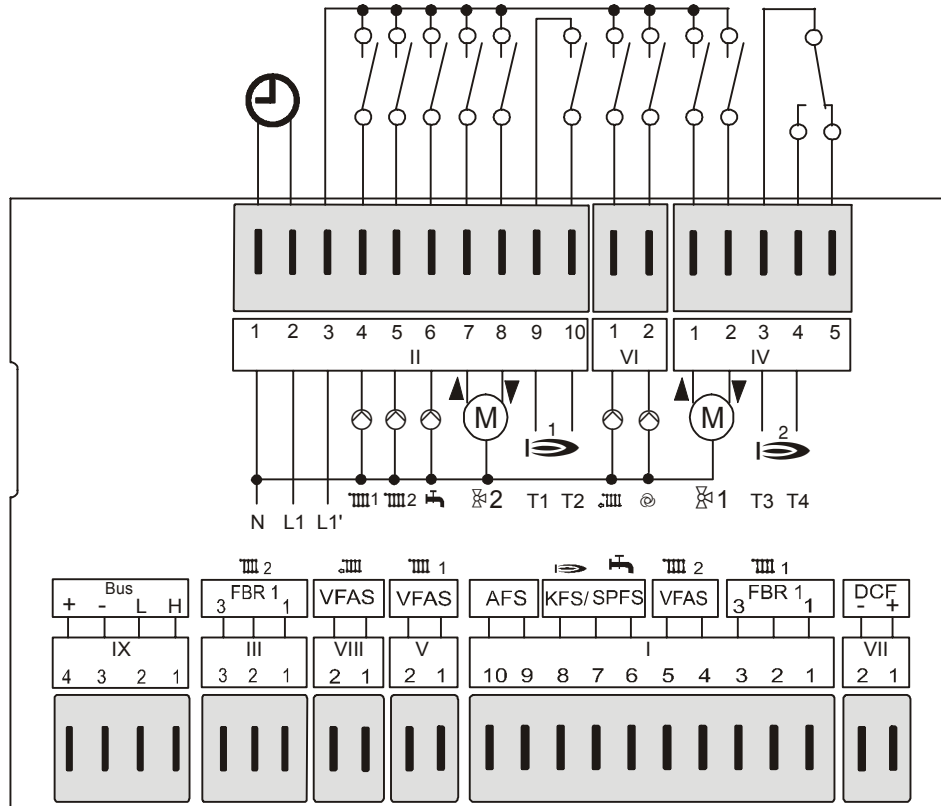 1 2 3 4 5 6 7 8 9 10 1 2 1 2 3 4 5
II VI IV
M 1 M 2
N L1 L1' 1 2 2 T1 T2 1 T3 T4
2 1 2 1
Bus FBR 1 VFAS VFAS AFS KFS/ SPFS VFAS FBR 1 DCF
+ - L H 3 1 3 1 - +
IX III VIII V I VII
4 3 2 1 3 2 1 2 1 2 1 10 9 8 7 6 5 4 3 2 1 2 1